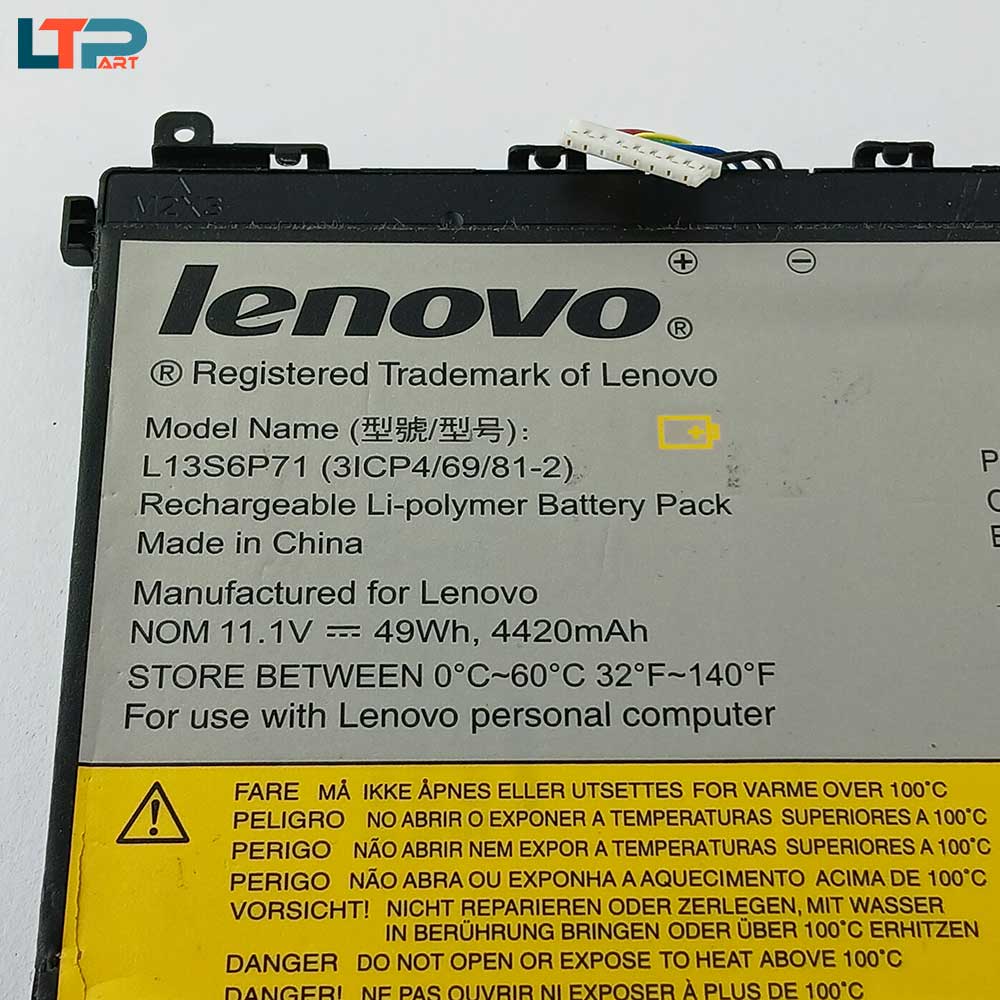 LTP
ART
M2X3
lenovo®
® Registered Trademark of Lenovo
Model Name (型號/型号):
L13S6P71 (3ICP4/69/81-2)
Rechargeable Li-polymer Battery Pack
Made in China
Manufactured for Lenovo
NOM 11.1V ⎓ 49Wh, 4420mAh
STORE BETWEEN 0°C~60°C 32°F~140°F
For use with Lenovo personal computer
P
C
E
FARE MÅ IKKE ÅPNES ELLER UTSETTES FOR VARME OVER 100°C
PELIGRO NO ABRIR O EXPONER A TEMPERATURAS SUPERIORES A 100°C
PERIGO NÃO ABRIR NEM EXPOR A TEMPERATURAS SUPERIORES A 100°C
PERIGO NÃO ABRA OU EXPONHA A AQUECIMENTO ACIMA DE 100°C
VORSICHT! NICHT REPARIEREN ODER ZERLEGEN, MIT WASSER
IN BERÜHRUNG BRINGEN ODER ÜBER 100°C ERHITZEN
DANGER DO NOT OPEN OR EXPOSE TO HEAT ABOVE 100°C
DANGER! NE PAS OUVRIR NI EXPOSER À PLUS DE 100°C